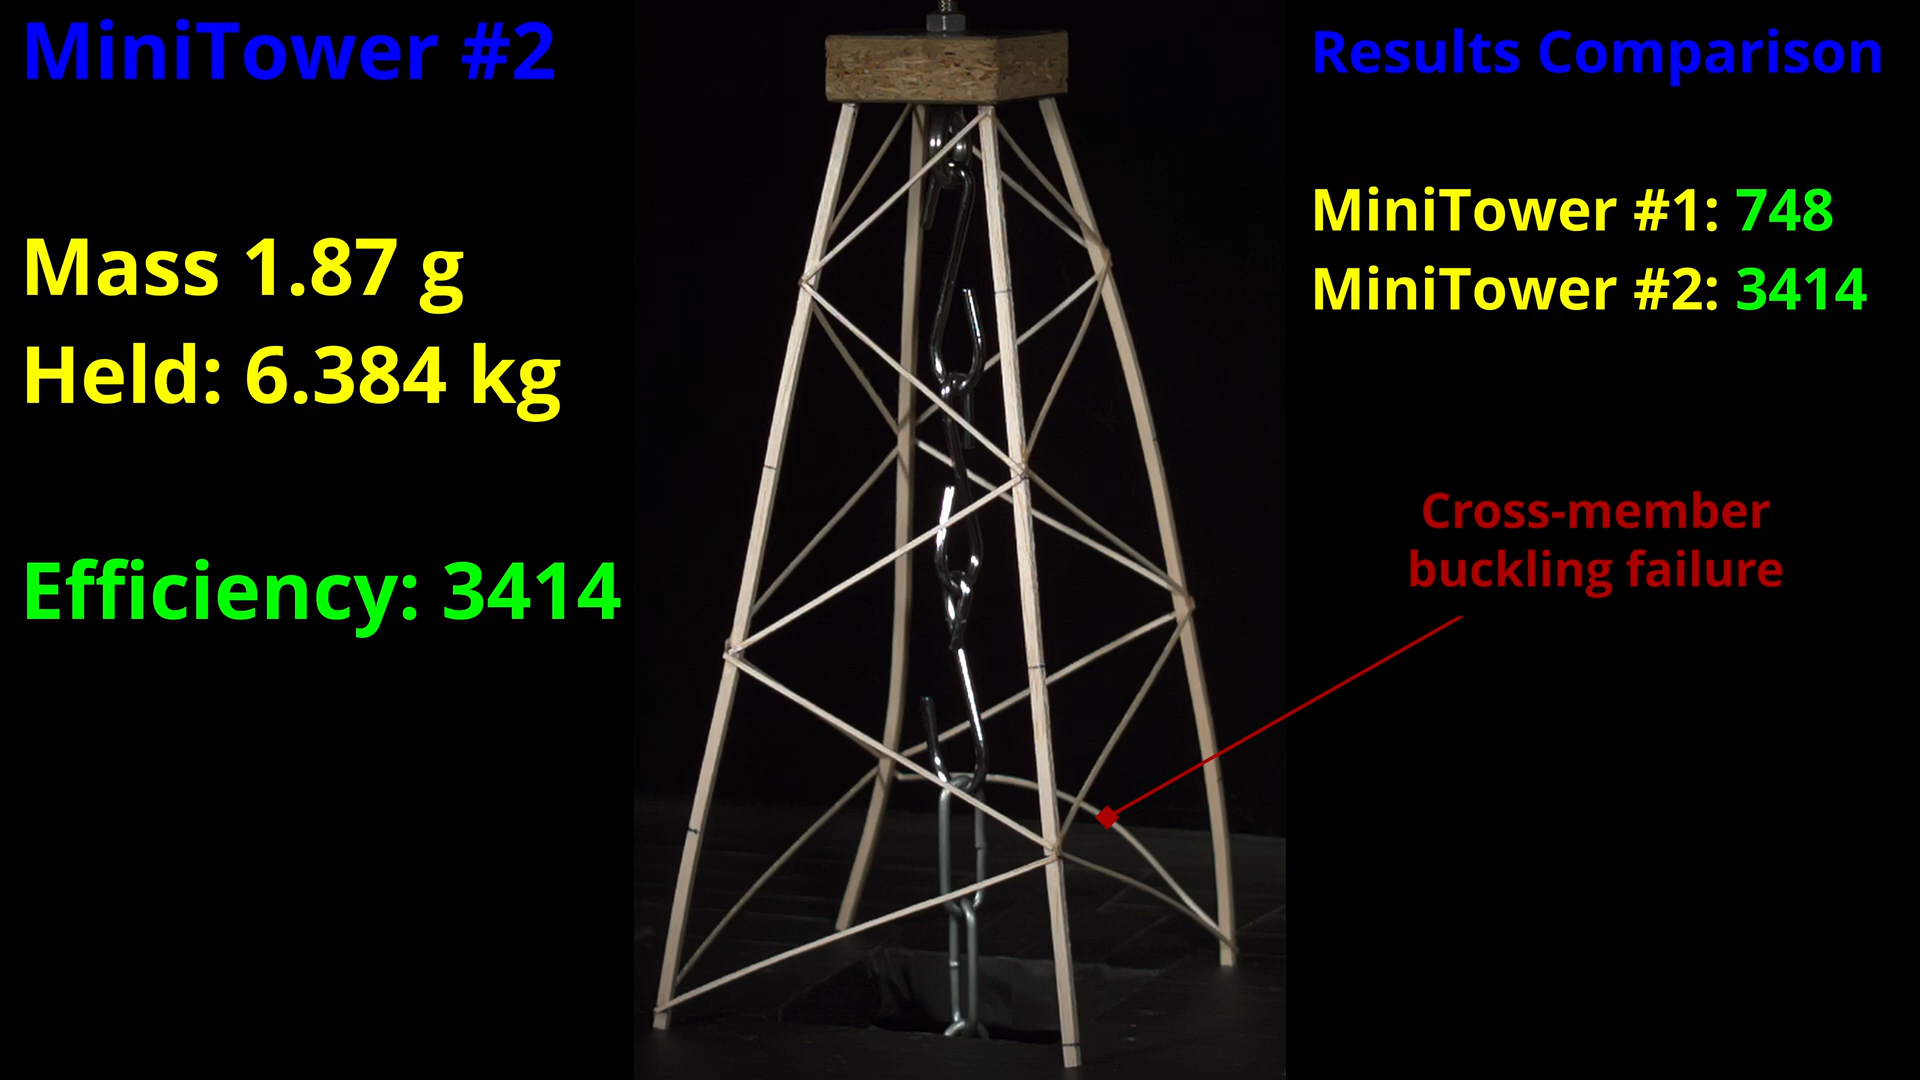 MiniTower #2
Mass 1.87 g
Held: 6.384 kg
Efficiency: 3414
Results Comparison
MiniTower #1: 748
MiniTower #2: 3414
Cross-member
buckling failure